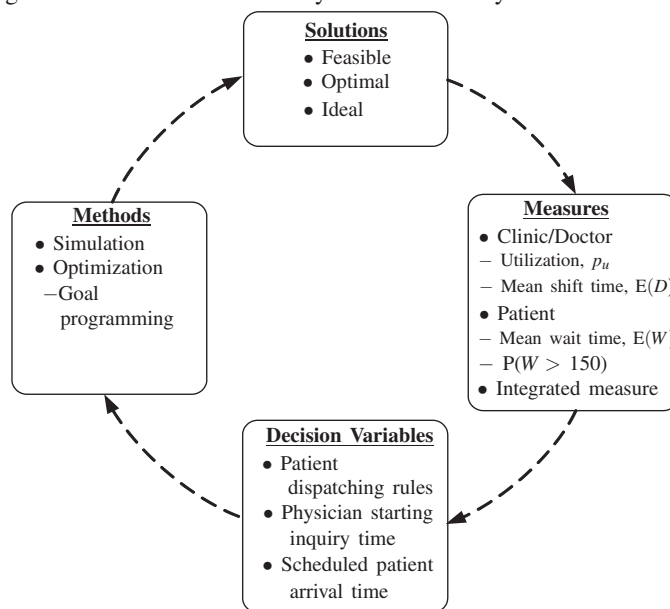 Solutions
• Feasible
• Optimal
• Ideal
Methods
• Simulation
• Optimization
−Goal
programming
Measures
• Clinic/Doctor
− Utilization, pu
− Mean shift time, E(D)
• Patient
− Mean wait time, E(W)
− P(W > 150)
• Integrated measure
Decision Variables
• Patient
dispatching rules
• Physician starting
inquiry time
• Scheduled patient
arrival time